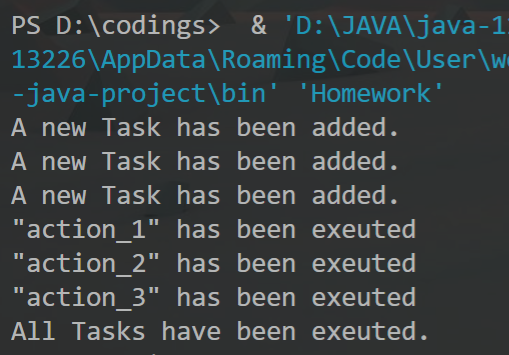 PS D:\codings>  & 'D:\JAVA\java-1
13226\AppData\Roaming\Code\User\w
-java-project\bin' 'Homework'
A new Task has been added.
A new Task has been added.
A new Task has been added.
"action_1" has been exeuted
"action_2" has been exeuted
"action_3" has been exeuted
All Tasks have been exeuted.